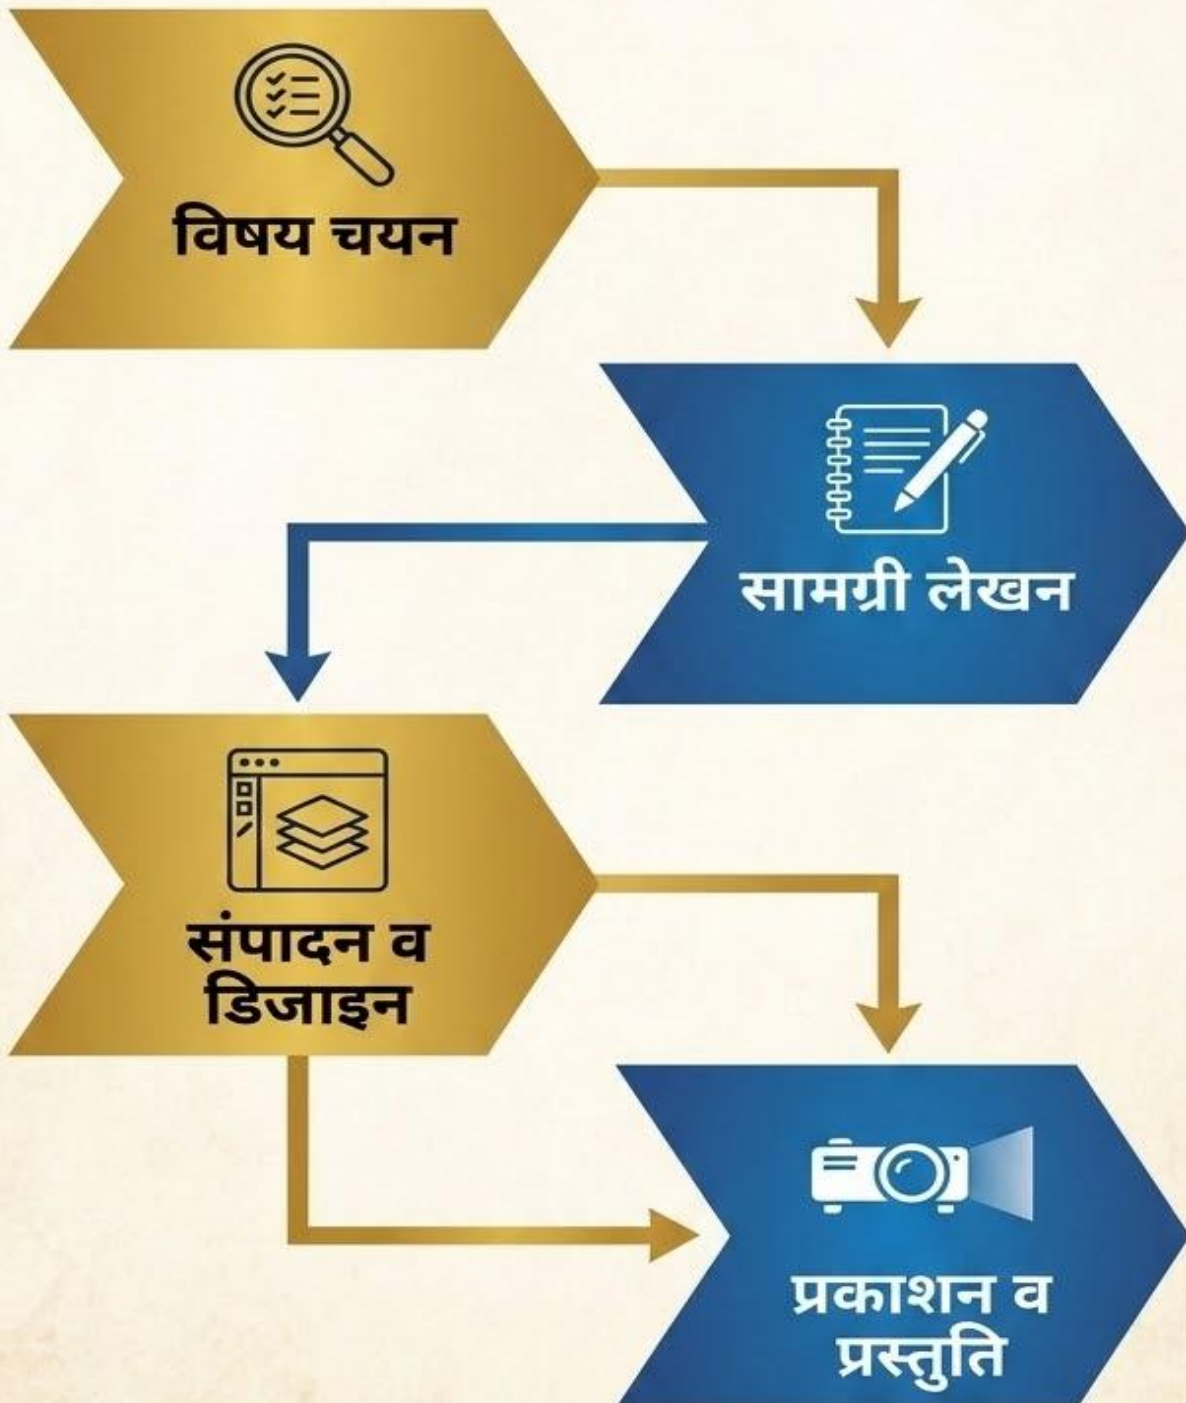 विषय चयन
सामग्री लेखन
संपादन व
डिजाइन
प्रकाशन व
प्रस्तुति